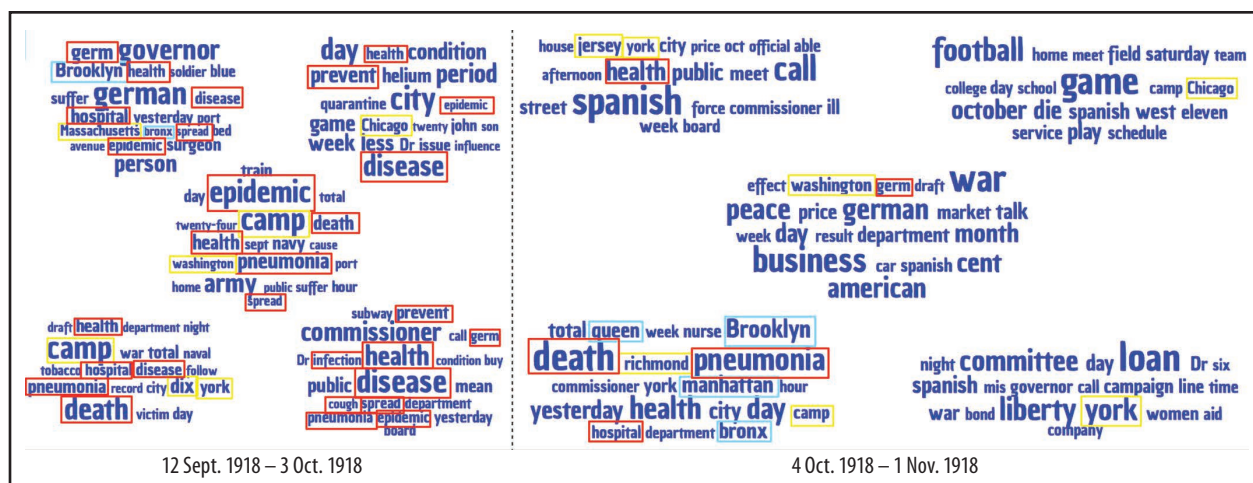 germ governor
Brooklyn health soldier blue
suffer german disease
hospital yesterday port
Massachusetts bronx spread bed
avenue epidemic surgeon
person
day health condition
prevent helium period
quarantine city epidemic
game Chicago twenty john son
week less Dr issue influence
disease
train
day epidemic total
twenty-four camp death
health sept navy cause
washington pneumonia port
home army public suffer hour
spread
draft health department night
camp war total naval
tobacco hospital disease follow
pneumonia record city dix york
death victim day
subway prevent
commissioner call germ
Dr infection health condition buy
public disease mean
cough spread department
pneumonia epidemic yesterday
board
12 Sept. 1918 – 3 Oct. 1918
house jersey york city price oct official able
afternoon health public meet call
street spanish force commissioner ill
week board
football home meet field saturday team
college day school game camp Chicago
october die spanish west eleven
service play schedule
effect washington germ draft war
peace price german market talk
week day result department month
business car spanish cent
american
total queen week nurse Brooklyn
death richmond pneumonia
commissioner york manhattan hour
yesterday health city day camp
hospital department bronx
night committee day loan Dr six
spanish mis governor call campaign line time
war bond liberty york women aid
company
4 Oct. 1918 – 1 Nov. 1918